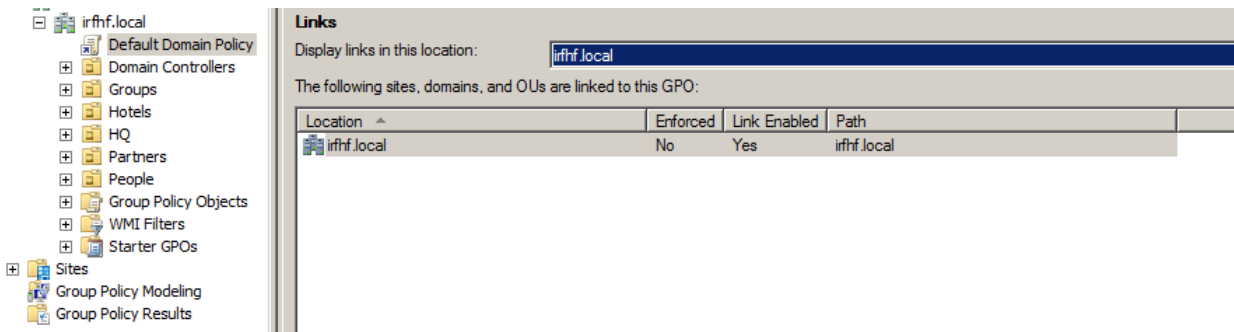 irfhf.local
Default Domain Policy
Domain Controllers
Groups
Hotels
HQ
Partners
People
Group Policy Objects
WMI Filters
Starter GPOs
Sites
Group Policy Modeling
Group Policy Results
Links
Display links in this location: irfhf.local
The following sites, domains, and OUs are linked to this GPO:
Location Enforced Link Enabled Path
irfhf.local No Yes irfhf.local